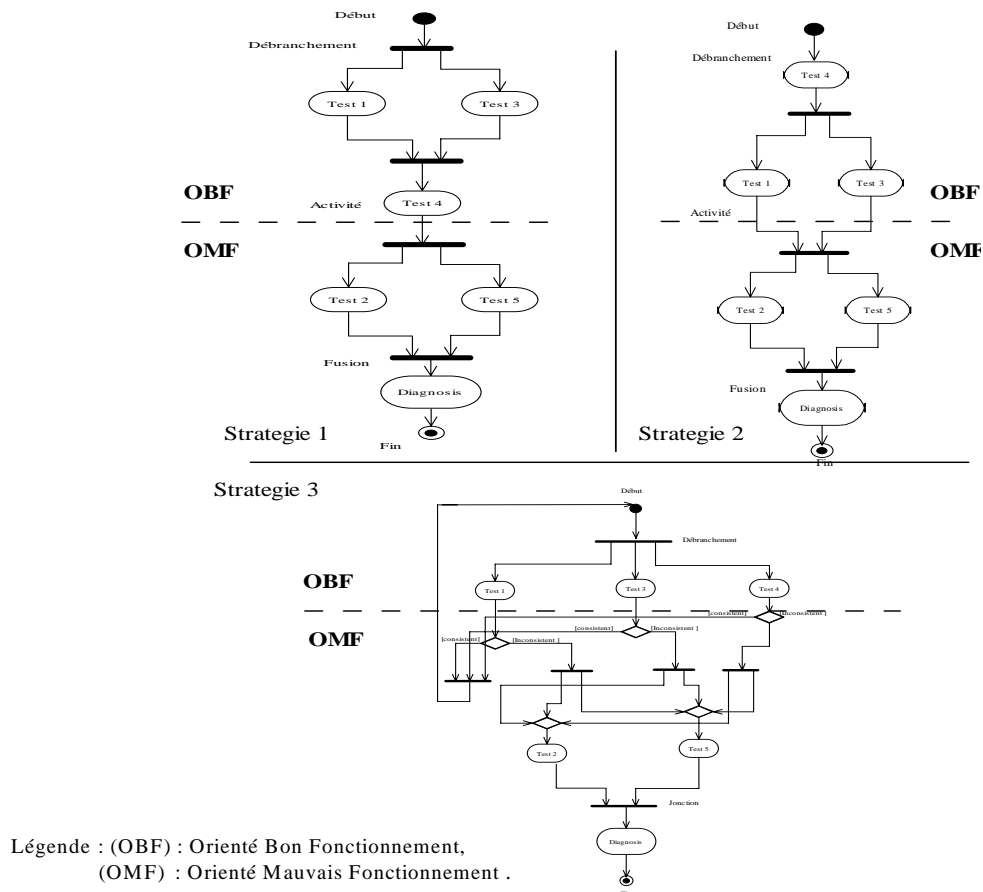 Début
Débranchement
Test 1
Test 3
OBF
Activité
Test 4
OMF
Test 2
Test 5
Fusion
Diagnosis
Strategie 1
Fin
Début
Débranchement
Test 4
Test 1
Test 3
OBF
Activité
OMF
Test 2
Test 5
Fusion
Diagnosis
Strategie 2
Fin
Strategie 3
Début
Débranchement
OBF
Test 1
Test 3
Test 4
[consistent] [Inconsistent ]
OMF
[consistent] [Inconsistent ]
[consistent] [Inconsistent ]
Test 2
Test 5
Jonction
Diagnosis
Légende : (OBF) : Orienté Bon Fonctionnement,
(OMF) : Orienté Mauvais Fonctionnement .